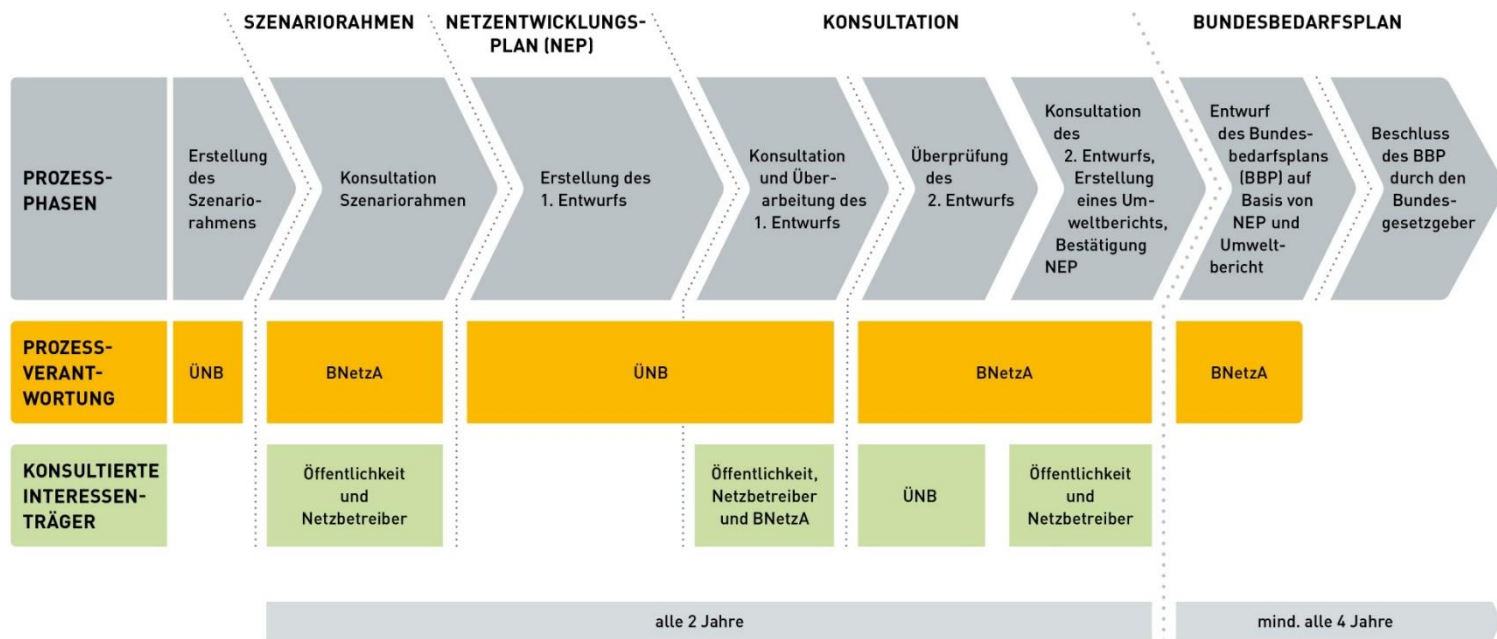 SZENARIORAHMEN
NETZENTWICKLUNGS-
PLAN (NEP)
KONSULTATION
BUNDESBEDARFSPLAN
PROZESS-
PHASEN
Erstellung
des
Szenario-
rahmens
Konsultation
Szenariorahmen
Erstellung des
1. Entwurfs
Konsultation
und Über-
arbeitung des
1. Entwurfs
Überprüfung
des
2. Entwurfs
Konsultation
des
2. Entwurfs,
Erstellung
eines Um-
weltberichts,
Bestätigung
NEP
Entwurf
des Bundes-
bedarfsplans
(BBP) auf
Basis von
NEP und
Umwelt-
bericht
Beschluss
des BBP
durch den
Bundes-
gesetzgeber
PROZESS-
VERANT-
WORTUNG
ÜNB
BNetzA
ÜNB
BNetzA
BNetzA
KONSULTIERTE
INTERESSEN-
TRÄGER
Öffentlichkeit
und
Netzbetreiber
Öffentlichkeit,
Netzbetreiber
und BNetzA
ÜNB
Öffentlichkeit
und
Netzbetreiber
alle 2 Jahre
mind. alle 4 Jahre